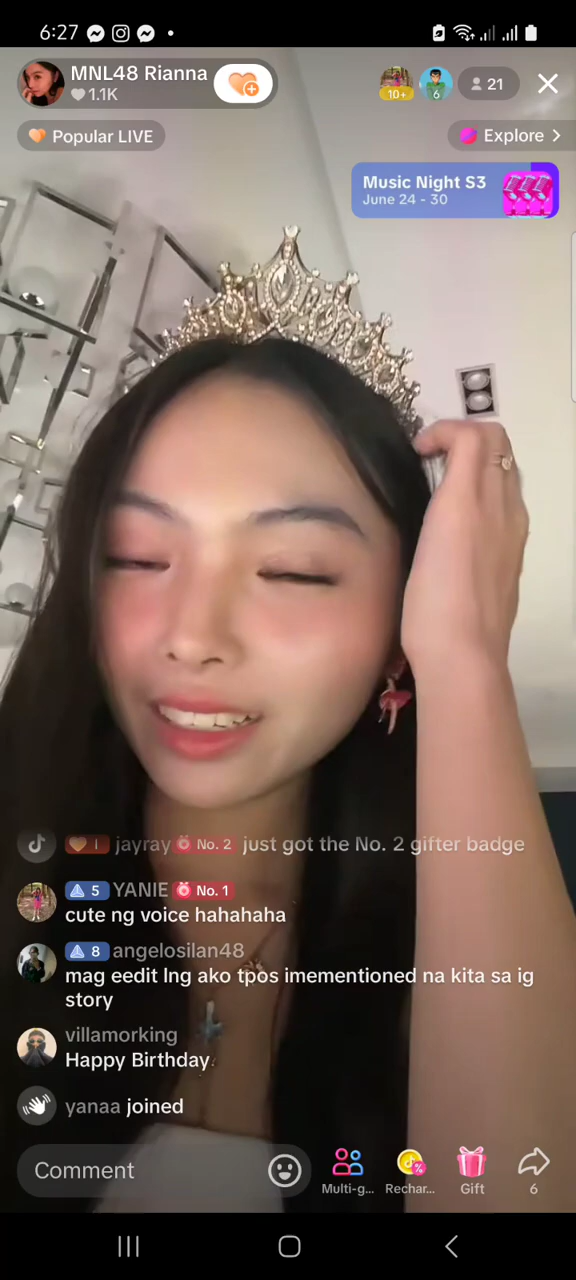 6:27
MNL48 Rianna
1.1K
10+
6
21
Popular LIVE
Explore >
Music Night S3
June 24 - 30
I jayray No. 2 just got the No. 2 gifter badge
5 YANIE No. 1
cute ng voice hahahaha
8 angelosilan48
mag eedit lng ako tpos imementioned na kita sa ig
story
villamorking
Happy Birthday
yanaa joined
Comment
Multi-g...
Rechar...
Gift
6